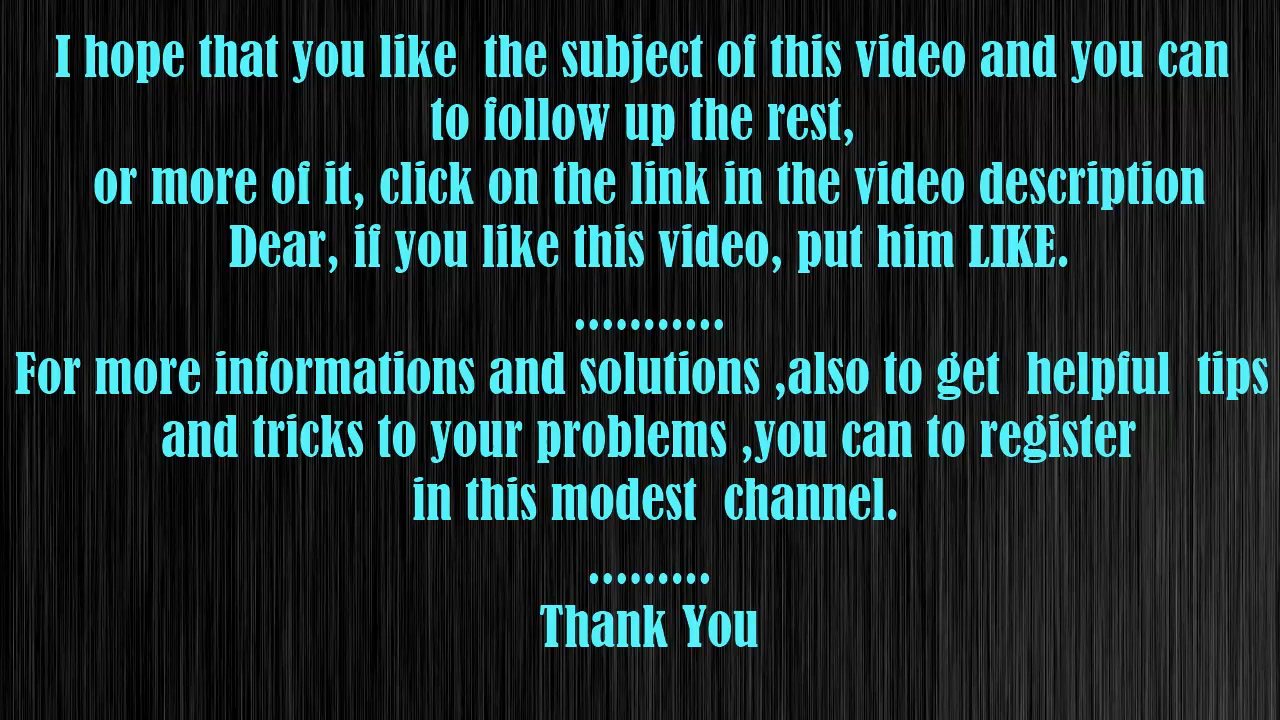 I hope that you like  the subject of this video and you can
to follow up the rest,
or more of it, click on the link in the video description
Dear, if you like this video, put him LIKE.
...........
For more informations and solutions ,also to get  helpful  tips
and tricks to your problems ,you can to register
in this modest  channel.
.........
Thank You